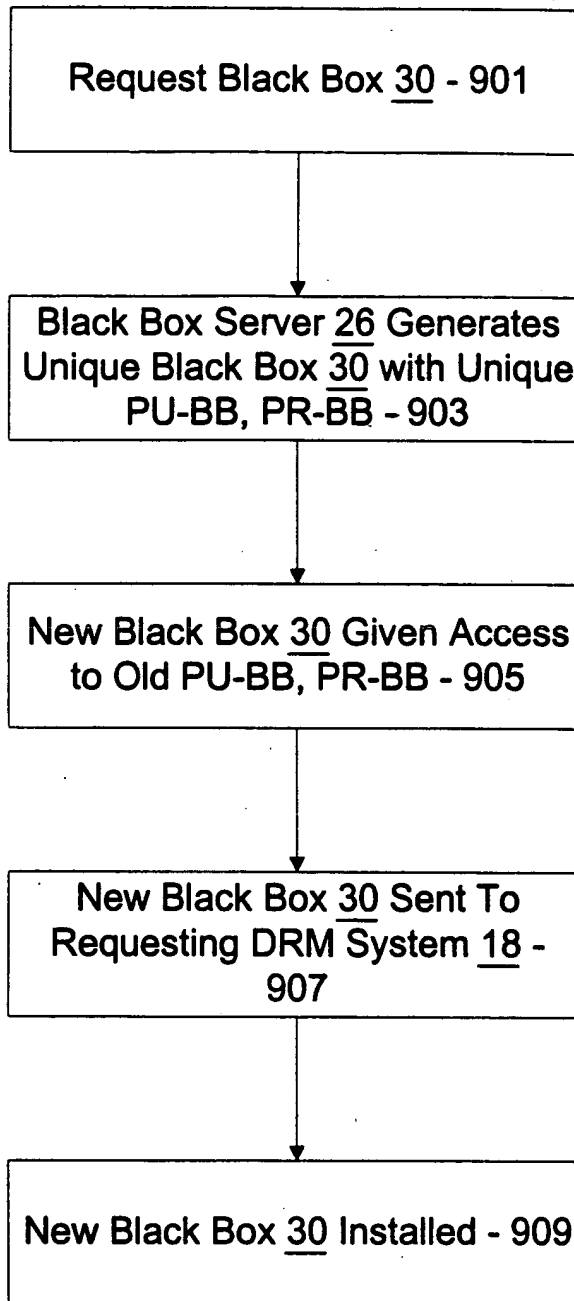 Request Black Box 30 - 901
Black Box Server 26 Generates
Unique Black Box 30 with Unique
PU-BB, PR-BB - 903
New Black Box 30 Given Access
to Old PU-BB, PR-BB - 905
New Black Box 30 Sent To
Requesting DRM System 18 -
907
New Black Box 30 Installed - 909